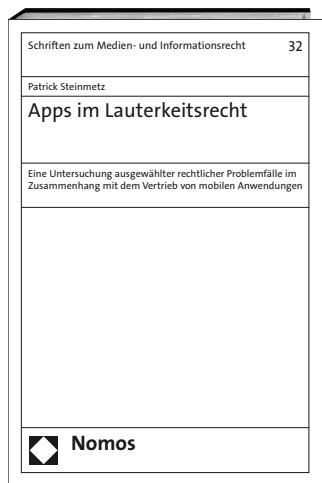 Schriften zum Medien- und Informationsrecht 32
Patrick Steinmetz
Apps im Lauterkeitsrecht
Eine Untersuchung ausgewählter rechtlicher Problemfälle im
Zusammenhang mit dem Vertrieb von mobilen Anwendungen
Nomos